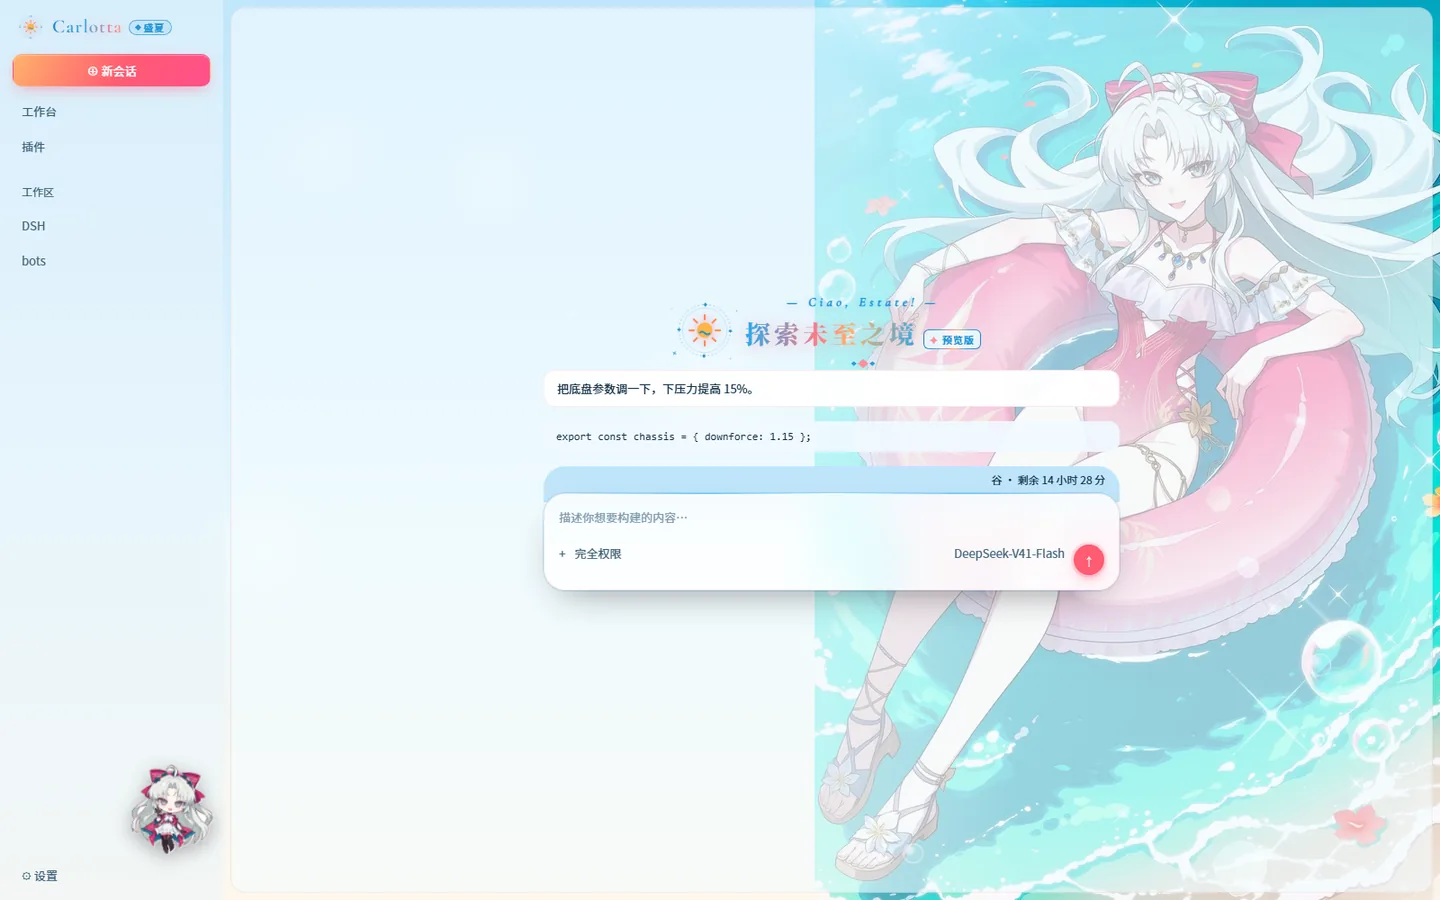 Carlotta
盛夏
新会话
工作台
插件
工作区
DSH
bots
设置
— Ciao, Estate! —
探索未至之境
预览版
把底盘参数调一下，下压力提高 15%。
export const chassis = { downforce: 1.15 };
谷 · 剩余 14 小时 28 分
描述你想要构建的内容…
+ 完全权限
DeepSeek-V41-Flash
↑